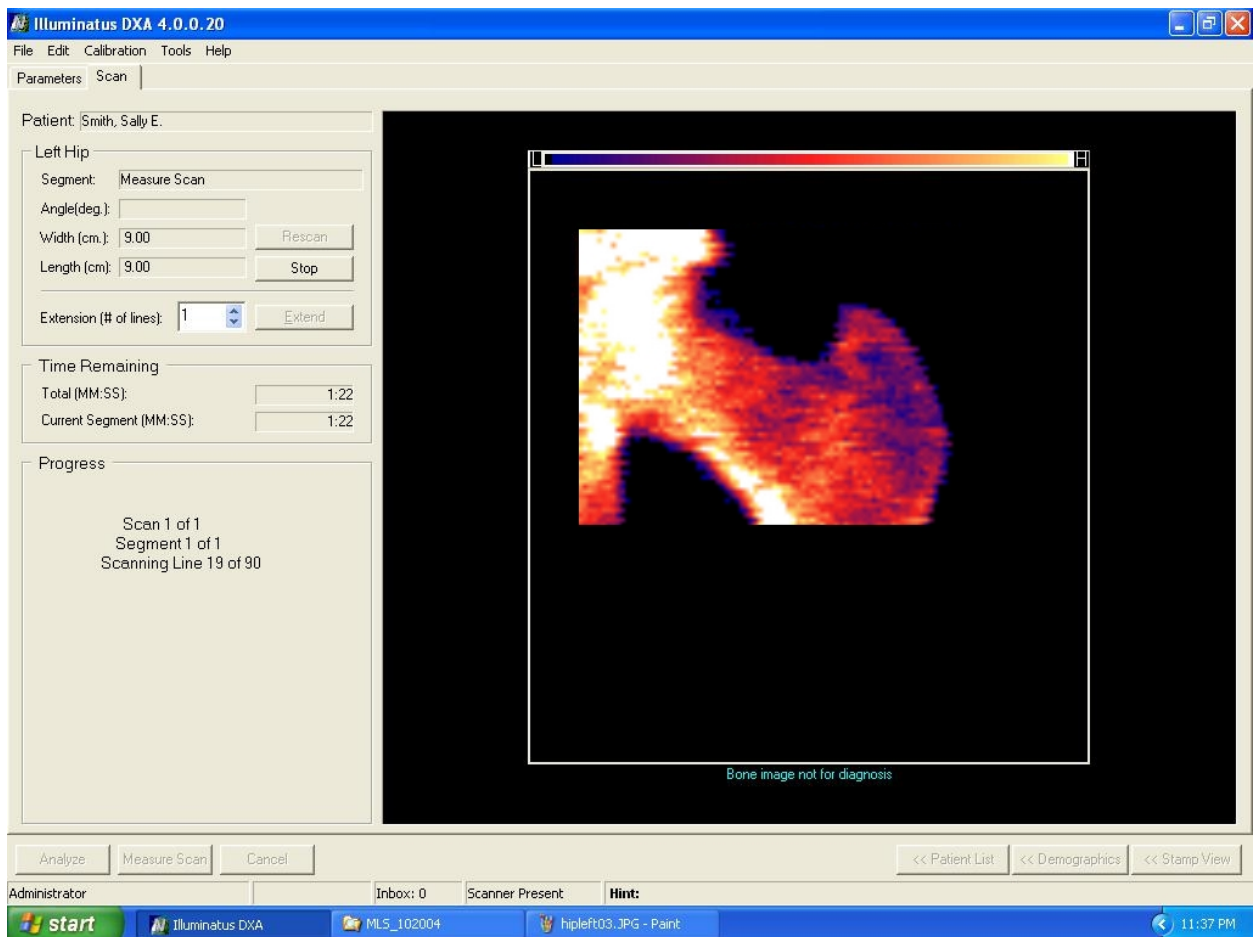 Illuminatus DXA 4.0.0.20
File Edit Calibration Tools Help
Parameters Scan
Patient: Smith, Sally E.
Left Hip
Segment: Measure Scan
Angle(deg.):
Width (cm.): 9.00 Rescan
Length (cm): 9.00 Stop
Extension (# of lines): 1 Extend
Time Remaining
Total (MM:SS): 1:22
Current Segment (MM:SS): 1:22
Progress
Scan 1 of 1
Segment 1 of 1
Scanning Line 19 of 90
L H
Bone image not for diagnosis
Analyze Measure Scan Cancel << Patient List << Demographics << Stamp View
Administrator Inbox: 0 Scanner Present Hint:
start Illuminatus DXA MLS_102004 hipleft03.JPG - Paint 11:37 PM